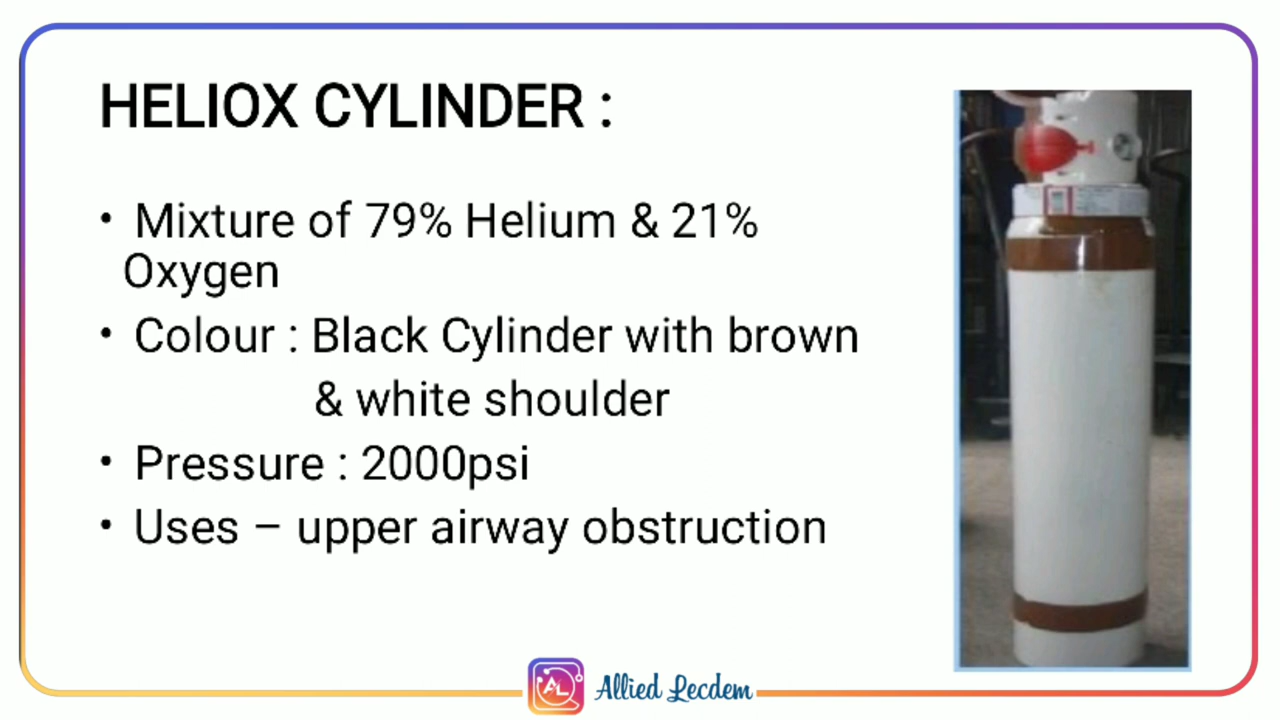 HELIOX CYLINDER :
• Mixture of 79% Helium & 21%
Oxygen
• Colour : Black Cylinder with brown
& white shoulder
• Pressure : 2000psi
• Uses – upper airway obstruction
AL Allied Lecdem